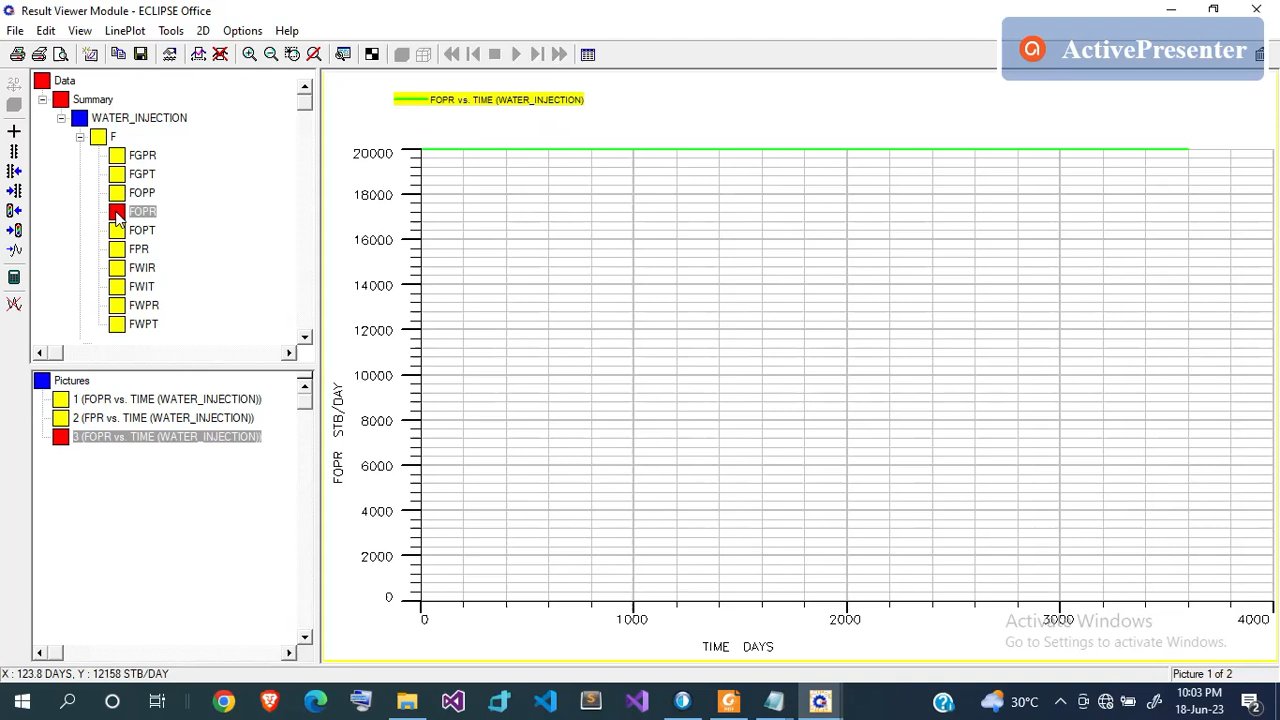 Result Viewer Module - ECLIPSE Office
File Edit View LinePlot Tools 2D Options Help
ActivePresenter
Data
Summary
WATER_INJECTION
F
FGPR
FGPT
FOPP
FOPR
FOPT
FPR
FWIR
FWIT
FWPR
FWPT
Pictures
1 (FOPR vs. TIME (WATER_INJECTION))
2 (FPR vs. TIME (WATER_INJECTION))
3 (FOPR vs. TIME (WATER_INJECTION))
FOPR vs. TIME (WATER_INJECTION)
20000
18000
16000
14000
12000
10000
8000
6000
4000
2000
0
FOPR STB/DAY
0 1000 2000 3000 4000
TIME DAYS
Activate Windows
Go to Settings to activate Windows.
X : 123.8 DAYS, Y : 12158 STB/DAY
Picture 1 of 2
30°C
10:03 PM
18-Jun-23
2